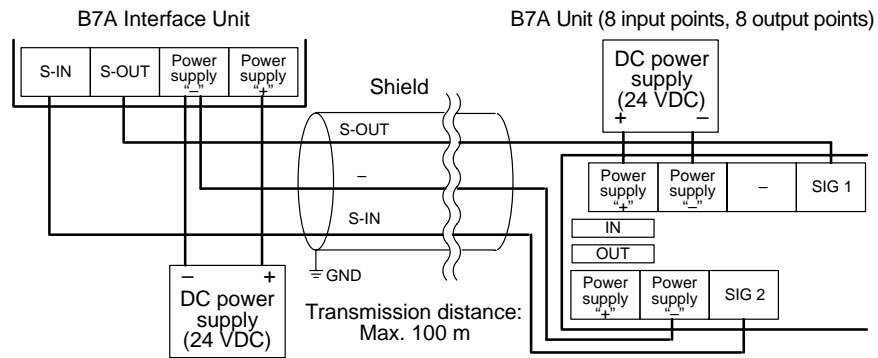 B7A Interface Unit
B7A Unit (8 input points, 8 output points)
S-IN
S-OUT
Power
supply
“–”
Power
supply
“+”
Shield
DC power
supply
(24 VDC)
+
–
S-OUT
–
S-IN
Power
supply
“+”
Power
supply
“–”
–
SIG 1
IN
OUT
Power
supply
“+”
Power
supply
“–”
SIG 2
GND
–
+
DC power
supply
(24 VDC)
Transmission distance:
Max. 100 m